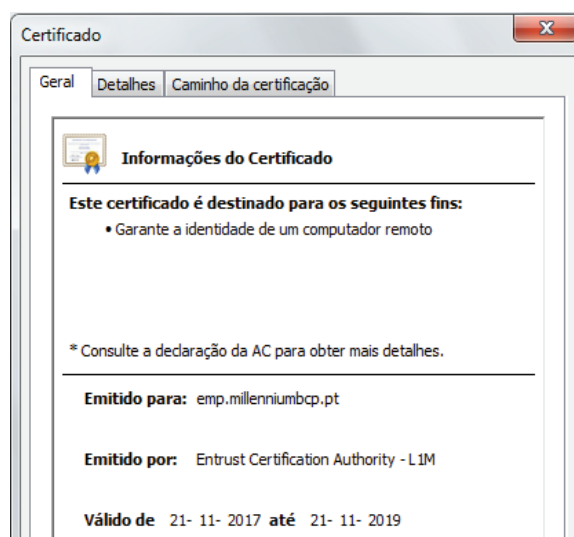 Certificado
Geral Detalhes Caminho da certificação
Informações do Certificado
Este certificado é destinado para os seguintes fins:
• Garante a identidade de um computador remoto
* Consulte a declaração da AC para obter mais detalhes.
Emitido para: emp.millenniumbcp.pt
Emitido por: Entrust Certification Authority - L1M
Válido de 21- 11- 2017 até 21- 11- 2019